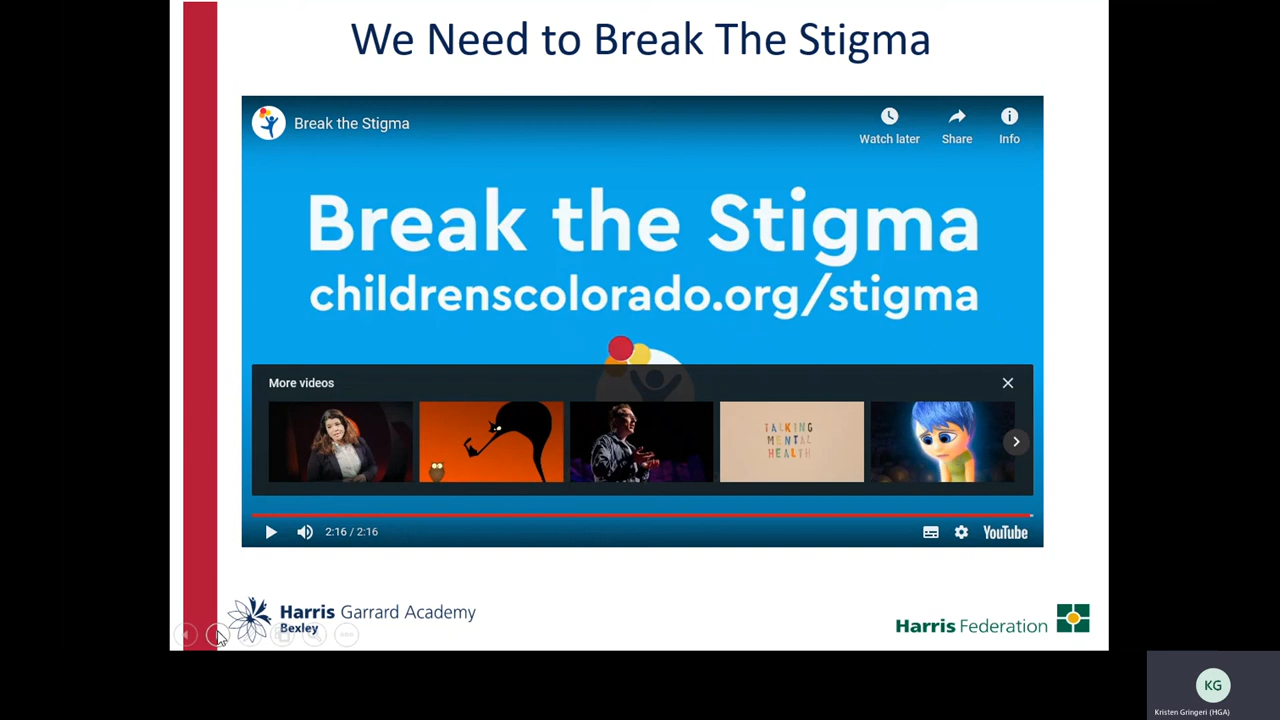 We Need to Break The Stigma
Break the Stigma
Watch later
Share
Info
Break the Stigma
childrenscolorado.org/stigma
More videos
TALKING
MENTAL
HEALTH
2:16 / 2:16
YouTube
Harris Garrard Academy
Bexley
Harris Federation
KG
Kristen Gringeri (HGA)